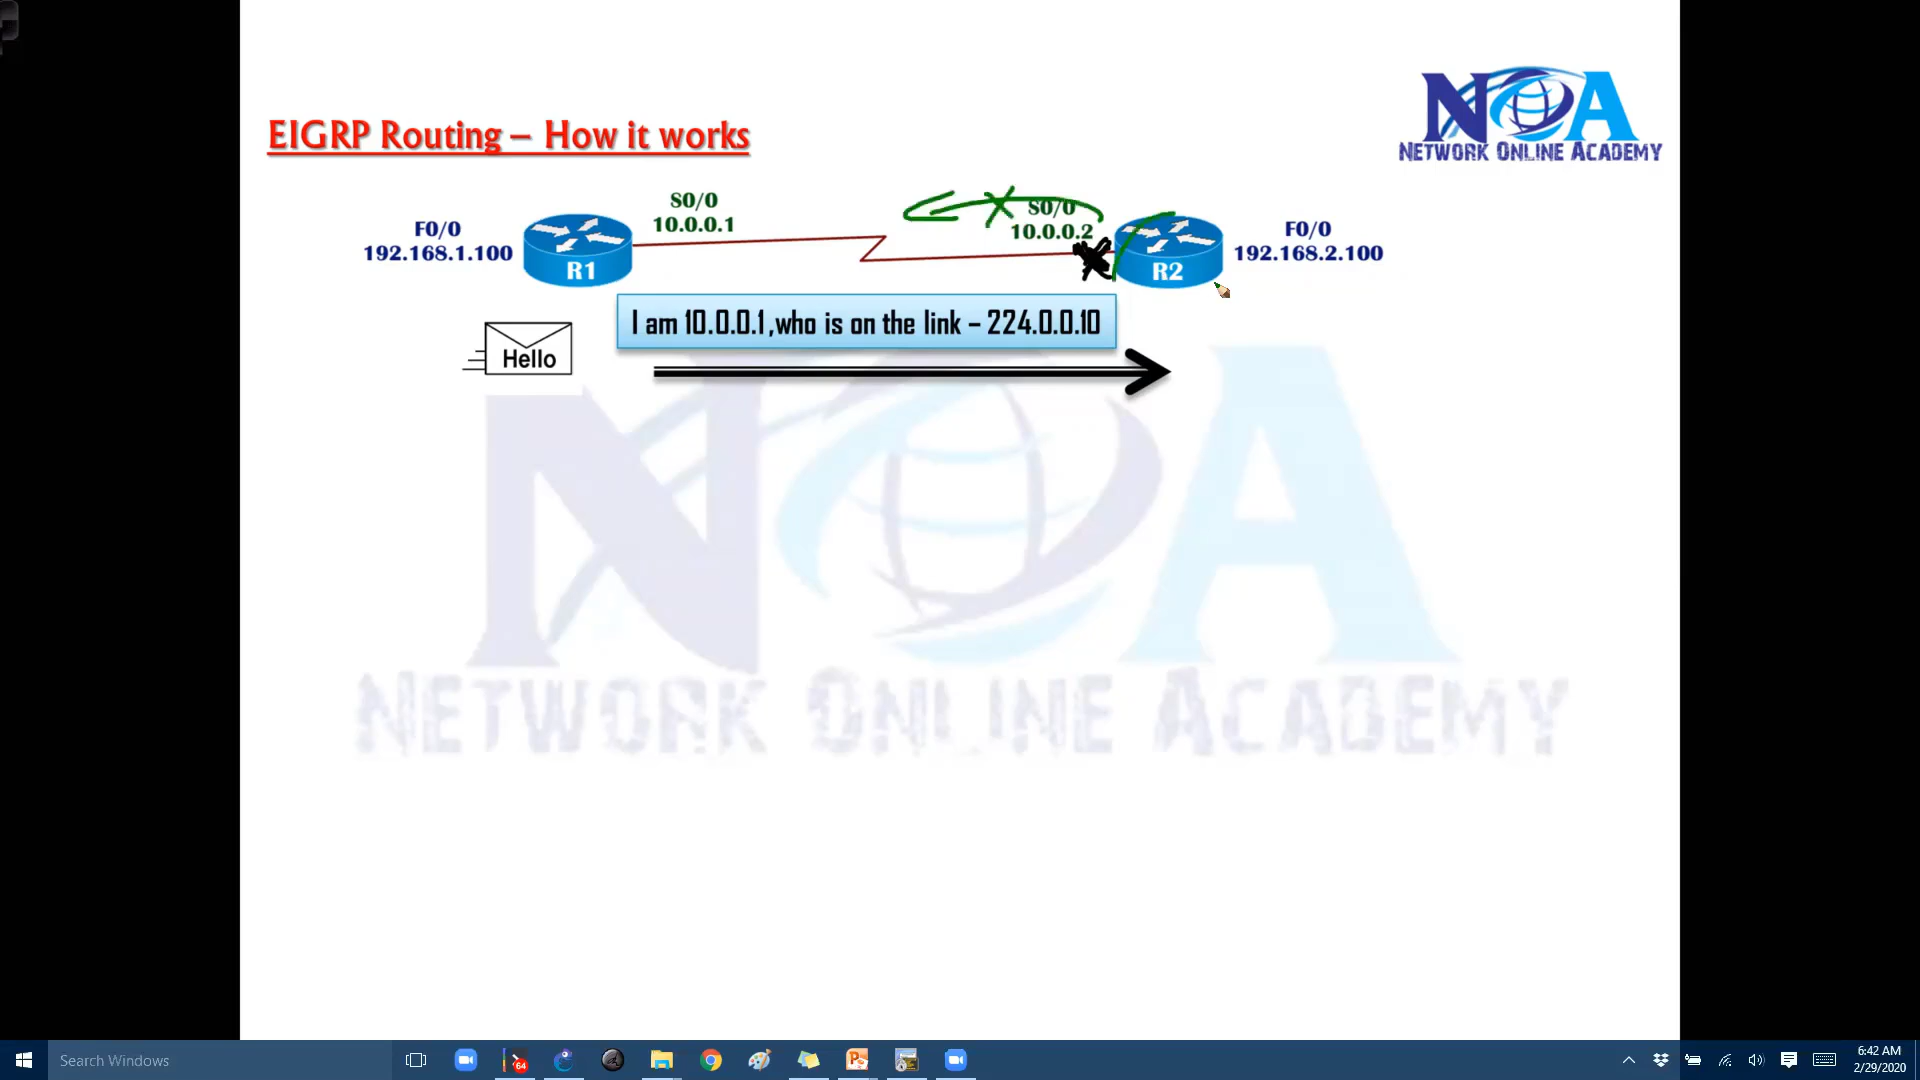 NOA
NETWORK ONLINE ACADEMY
EIGRP Routing – How it works
S0/0
10.0.0.1
S0/0
10.0.0.2
F0/0
192.168.1.100
R1
R2
F0/0
192.168.2.100
I am 10.0.0.1 ,who is on the link – 224.0.0.10
Hello
NOA
NETWORK ONLINE ACADEMY
Search Windows
64
6:42 AM
2/29/2020